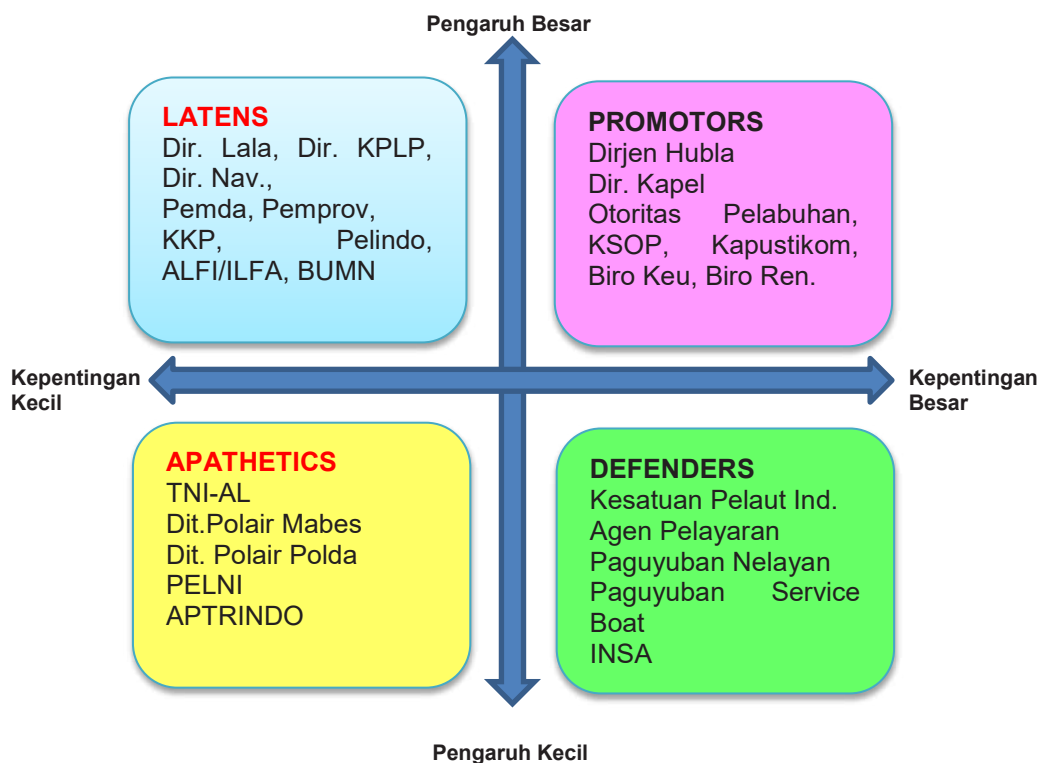 Pengaruh Besar
LATENS
Dir. Lala, Dir. KPLP,
Dir. Nav.,
Pemda, Pemprov,
KKP, Pelindo,
ALFI/ILFA, BUMN
PROMOTORS
Dirjen Hubla
Dir. Kapel
Otoritas Pelabuhan,
KSOP, Kapustikom,
Biro Keu, Biro Ren.
Kepentingan
Kecil
Kepentingan
Besar
APATHETICS
TNI-AL
Dit.Polair Mabes
Dit. Polair Polda
PELNI
APTRINDO
DEFENDERS
Kesatuan Pelaut Ind.
Agen Pelayaran
Paguyuban Nelayan
Paguyuban Service
Boat
INSA
Pengaruh Kecil